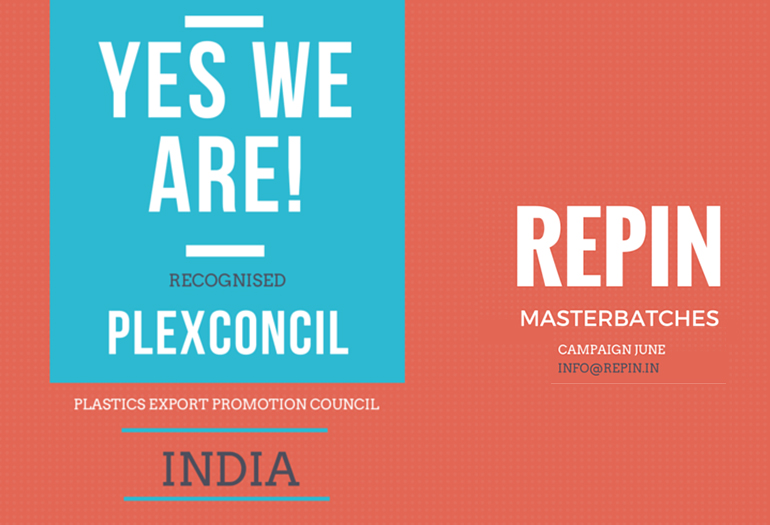 YES WE
ARE!
RECOGNISED
PLEXCONCIL
PLASTICS EXPORT PROMOTION COUNCIL
INDIA
REPIN
MASTERBATCHES
CAMPAIGN JUNE
INFO@REPIN.IN